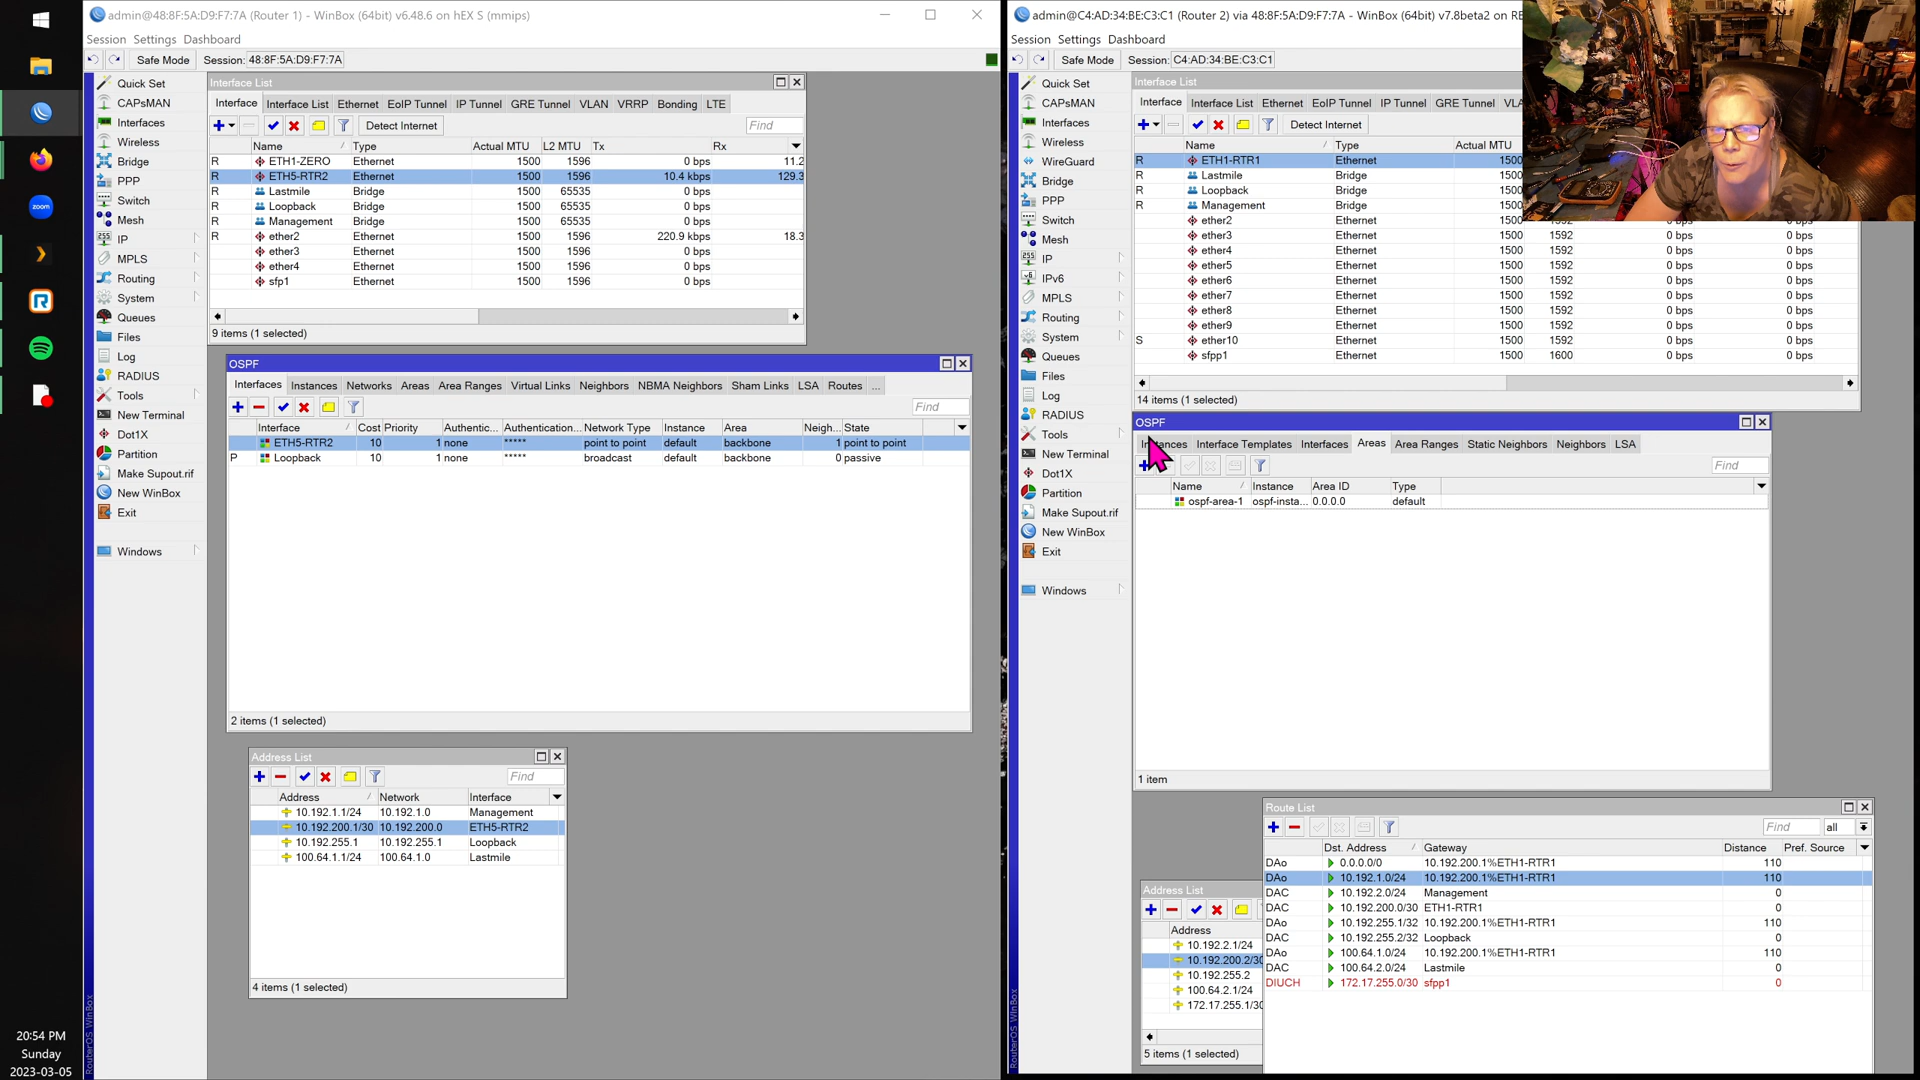 admin@48:8F:5A:D9:F7:7A (Router 1) - WinBox (64bit) v6.48.6 on hEX S (mmips)
Session Settings Dashboard
Safe Mode Session: 48:8F:5A:D9:F7:7A
Quick Set
CAPsMAN
Interfaces
Wireless
Bridge
PPP
Switch
Mesh
IP
MPLS
Routing
System
Queues
Files
Log
RADIUS
Tools
New Terminal
Dot1X
Partition
Make Supout.rif
New WinBox
Exit
Windows
RouterOS WinBox
Interface List
Interface Interface List Ethernet EoIP Tunnel IP Tunnel GRE Tunnel VLAN VRRP Bonding LTE
Detect Internet Find
Name Type Actual MTU L2 MTU Tx Rx
R ETH1-ZERO Ethernet 1500 1596 0 bps 11.2
R ETH5-RTR2 Ethernet 1500 1596 10.4 kbps 129.3
R Lastmile Bridge 1500 65535 0 bps
R Loopback Bridge 1500 65535 0 bps
R Management Bridge 1500 65535 0 bps
R ether2 Ethernet 1500 1596 220.9 kbps 18.3
ether3 Ethernet 1500 1596 0 bps
ether4 Ethernet 1500 1596 0 bps
sfp1 Ethernet 1500 1596 0 bps
9 items (1 selected)
OSPF
Interfaces Instances Networks Areas Area Ranges Virtual Links Neighbors NBMA Neighbors Sham Links LSA Routes ...
Find
Interface Cost Priority Authentic... Authentication... Network Type Instance Area Neigh... State
ETH5-RTR2 10 1 none ***** point to point default backbone 1 point to point
P Loopback 10 1 none ***** broadcast default backbone 0 passive
2 items (1 selected)
Address List
Find
Address Network Interface
10.192.1.1/24 10.192.1.0 Management
10.192.200.1/30 10.192.200.0 ETH5-RTR2
10.192.255.1 10.192.255.1 Loopback
100.64.1.1/24 100.64.1.0 Lastmile
4 items (1 selected)
admin@C4:AD:34:BE:C3:C1 (Router 2) via 48:8F:5A:D9:F7:7A - WinBox (64bit) v7.8beta2 on RE
Session Settings Dashboard
Safe Mode Session: C4:AD:34:BE:C3:C1
Quick Set
CAPsMAN
Interfaces
Wireless
WireGuard
Bridge
PPP
Switch
Mesh
IP
IPv6
MPLS
Routing
System
Queues
Files
Log
RADIUS
Tools
New Terminal
Dot1X
Partition
Make Supout.rif
New WinBox
Exit
Windows
RouterOS WinBox
Interface List
Interface Interface List Ethernet EoIP Tunnel IP Tunnel GRE Tunnel VLA
Detect Internet
Name Type Actual MTU
R ETH1-RTR1 Ethernet 1500
R Lastmile Bridge 1500
R Loopback Bridge 1500
R Management Bridge 1500
ether2 Ethernet 1500 1592 0 bps 0 bps
ether3 Ethernet 1500 1592 0 bps 0 bps
ether4 Ethernet 1500 1592 0 bps 0 bps
ether5 Ethernet 1500 1592 0 bps 0 bps
ether6 Ethernet 1500 1592 0 bps 0 bps
ether7 Ethernet 1500 1592 0 bps 0 bps
ether8 Ethernet 1500 1592 0 bps 0 bps
ether9 Ethernet 1500 1592 0 bps 0 bps
S ether10 Ethernet 1500 1592 0 bps 0 bps
sfpp1 Ethernet 1500 1600 0 bps 0 bps
14 items (1 selected)
OSPF
Interface Templates Interfaces Areas Area Ranges Static Neighbors Neighbors LSA
Find
Name Instance Area ID Type
ospf-area-1 ospf-insta... 0.0.0.0 default
1 item
Route List
Find all
Dst. Address Gateway Distance Pref. Source
DAo 0.0.0.0/0 10.192.200.1%ETH1-RTR1 110
DAo 10.192.1.0/24 10.192.200.1%ETH1-RTR1 110
DAC 10.192.2.0/24 Management 0
DAC 10.192.200.0/30 ETH1-RTR1 0
DAo 10.192.255.1/32 10.192.200.1%ETH1-RTR1 110
DAC 10.192.255.2/32 Loopback 0
DAo 100.64.1.0/24 10.192.200.1%ETH1-RTR1 110
DAC 100.64.2.0/24 Lastmile 0
DIUCH 172.17.255.0/30 sfpp1 0
Address List
Address
10.192.2.1/24
10.192.200.2/30
10.192.255.2
100.64.2.1/24
172.17.255.1/30
5 items (1 selected)
zoom
20:54 PM
Sunday
2023-03-05